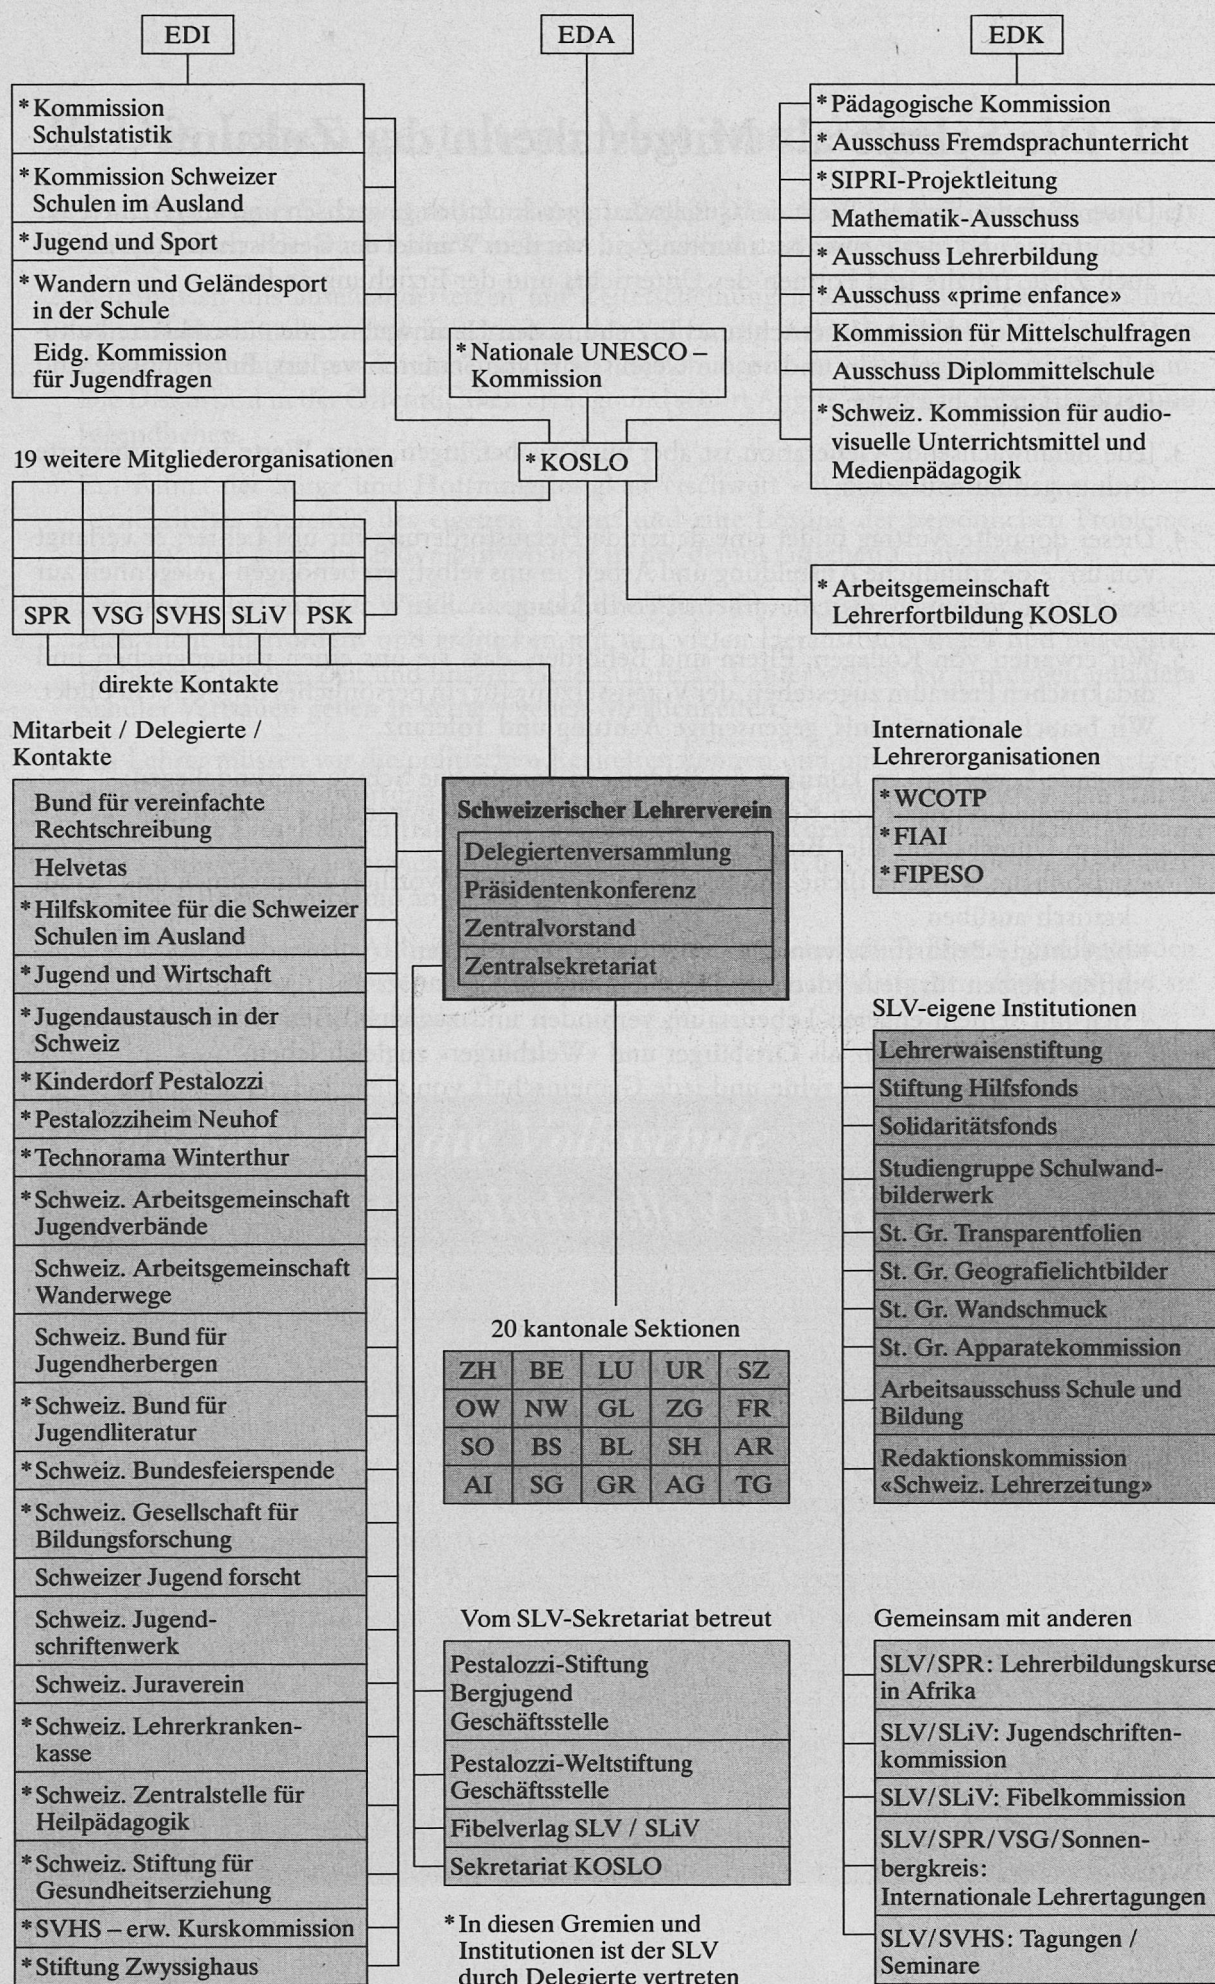 EDI
EDA
EDK
* Kommission
Schulstatistik
* Kommission Schweizer
Schulen im Ausland
* Jugend und Sport
* Wandern und Geländesport
in der Schule
Eidg. Kommission
für Jugendfragen
* Nationale UNESCO –
Kommission
* Pädagogische Kommission
* Ausschuss Fremdsprachunterricht
* SIPRI-Projektleitung
Mathematik-Ausschuss
* Ausschuss Lehrerbildung
* Ausschuss «prime enfance»
Kommission für Mittelschulfragen
Ausschuss Diplommittelschule
* Schweiz. Kommission für audio-
visuelle Unterrichtsmittel und
Medienpädagogik
* KOSLO
19 weitere Mitgliederorganisationen
SPR VSG SVHS SLiV PSK
direkte Kontakte
* Arbeitsgemeinschaft
Lehrerfortbildung KOSLO
Mitarbeit / Delegierte /
Kontakte
Bund für vereinfachte
Rechtschreibung
Helvetas
* Hilfskomitee für die Schweizer
Schulen im Ausland
* Jugend und Wirtschaft
* Jugendaustausch in der
Schweiz
* Kinderdorf Pestalozzi
* Pestalozziheim Neuhof
* Technorama Winterthur
* Schweiz. Arbeitsgemeinschaft
Jugendverbände
Schweiz. Arbeitsgemeinschaft
Wanderwege
Schweiz. Bund für
Jugendherbergen
* Schweiz. Bund für
Jugendliteratur
* Schweiz. Bundesfeierspende
* Schweiz. Gesellschaft für
Bildungsforschung
Schweizer Jugend forscht
Schweiz. Jugend-
schriftenwerk
Schweiz. Juraverein
* Schweiz. Lehrerkranken-
kasse
* Schweiz. Zentralstelle für
Heilpädagogik
* Schweiz. Stiftung für
Gesundheitserziehung
* SVHS – erw. Kurskommission
* Stiftung Zwyssighaus
Schweizerischer Lehrerverein
Delegiertenversammlung
Präsidentenkonferenz
Zentralvorstand
Zentralsekretariat
20 kantonale Sektionen
ZH BE LU UR SZ
OW NW GL ZG FR
SO BS BL SH AR
AI SG GR AG TG
Vom SLV-Sekretariat betreut
Pestalozzi-Stiftung
Bergjugend
Geschäftsstelle
Pestalozzi-Weltstiftung
Geschäftsstelle
Fibelverlag SLV / SLiV
Sekretariat KOSLO
* In diesen Gremien und
Institutionen ist der SLV
durch Delegierte vertreten
Internationale
Lehrerorganisationen
* WCOTP
* FIAI
* FIPESO
SLV-eigene Institutionen
Lehrerwaisenstiftung
Stiftung Hilfsfonds
Solidaritätsfonds
Studiengruppe Schulwand-
bilderwerk
St. Gr. Transparentfolien
St. Gr. Geografielichtbilder
St. Gr. Wandschmuck
St. Gr. Apparatekommission
Arbeitsausschuss Schule und
Bildung
Redaktionskommission
«Schweiz. Lehrerzeitung»
Gemeinsam mit anderen
SLV/SPR: Lehrerbildungskurse
in Afrika
SLV/SLiV: Jugendschriften-
kommission
SLV/SLiV: Fibelkommission
SLV/SPR/VSG/Sonnen-
bergkreis:
Internationale Lehrertagungen
SLV/SVHS: Tagungen /
Seminare